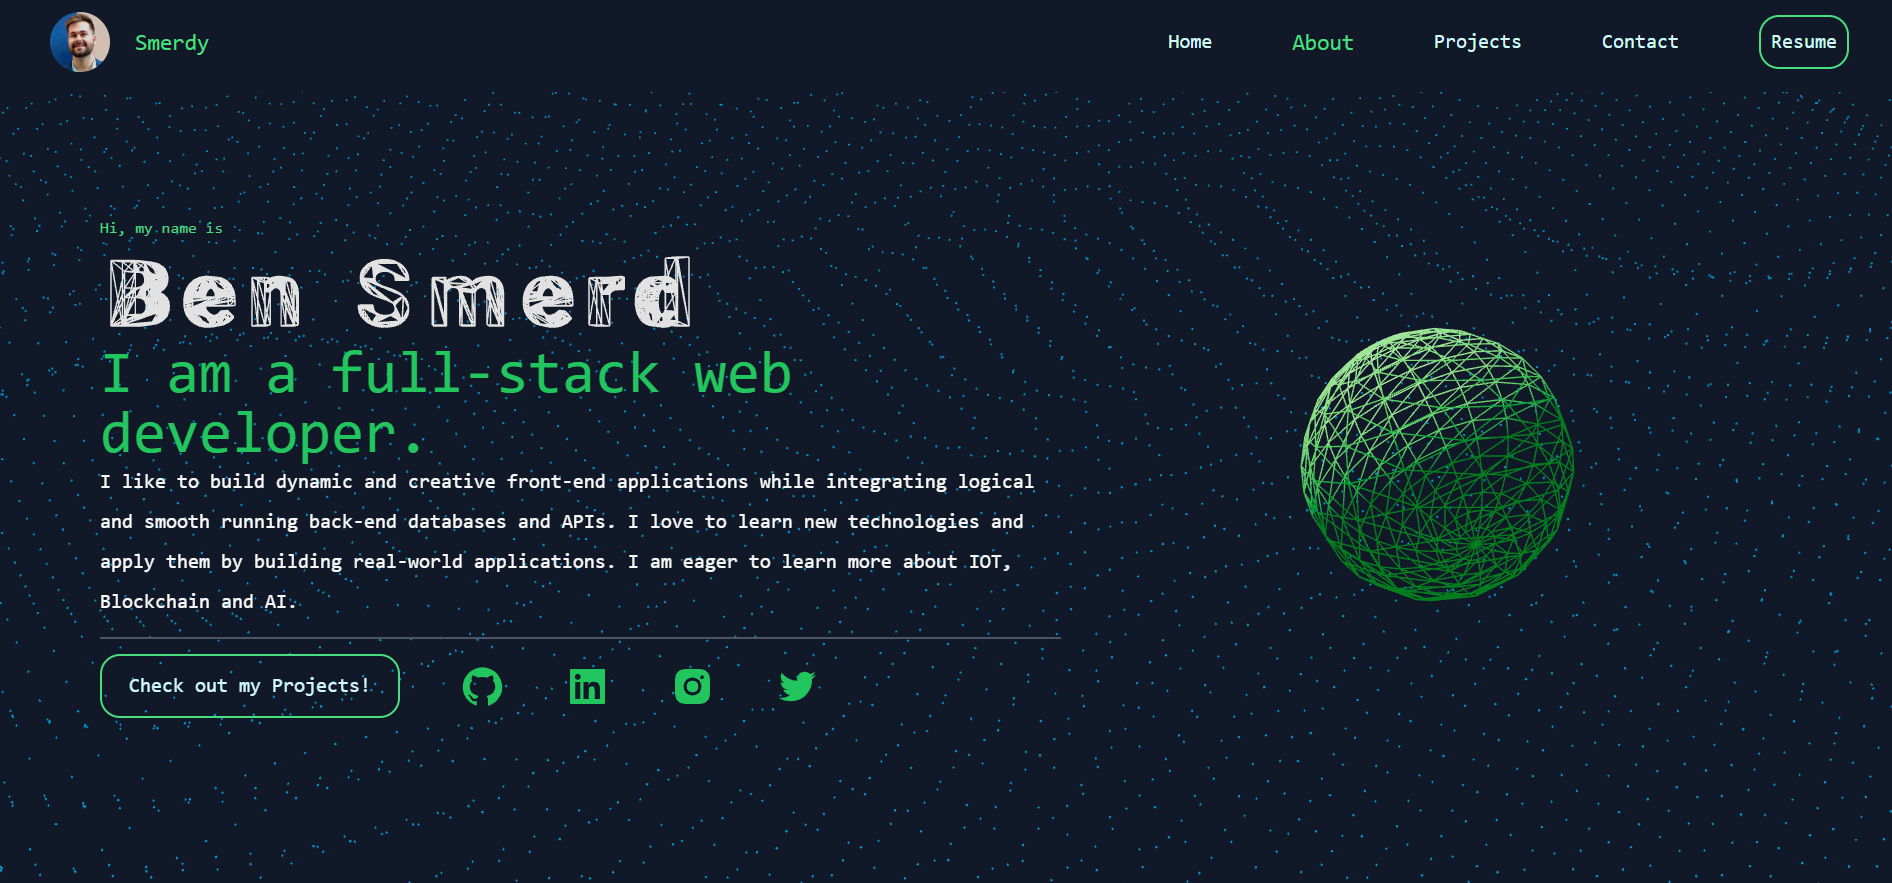 Smerdy
Home
About
Projects
Contact
Resume
Hi, my name is
Ben Smerd
I am a full-stack web
developer.
I like to build dynamic and creative front-end applications while integrating logical
and smooth running back-end databases and APIs. I love to learn new technologies and
apply them by building real-world applications. I am eager to learn more about IOT,
Blockchain and AI.
Check out my Projects!
in